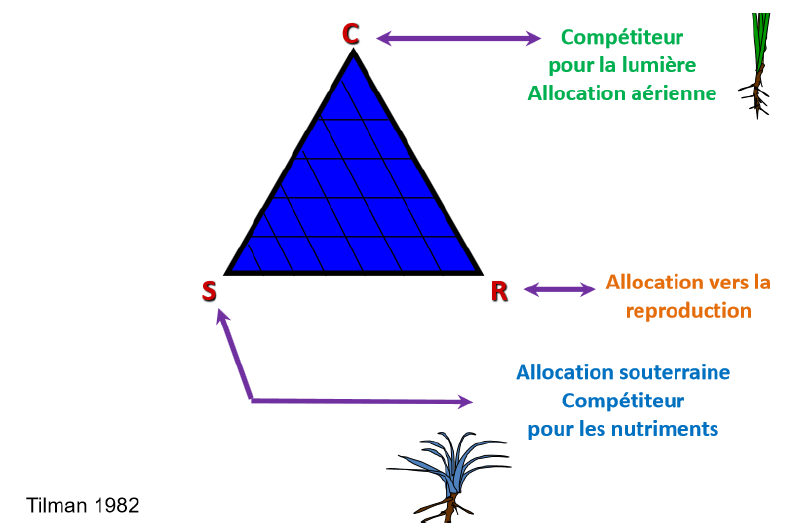 C
Compétiteur
pour la lumière
Allocation aérienne
S
R
Allocation vers la
reproduction
Allocation souterraine
Compétiteur
pour les nutriments
Tilman 1982